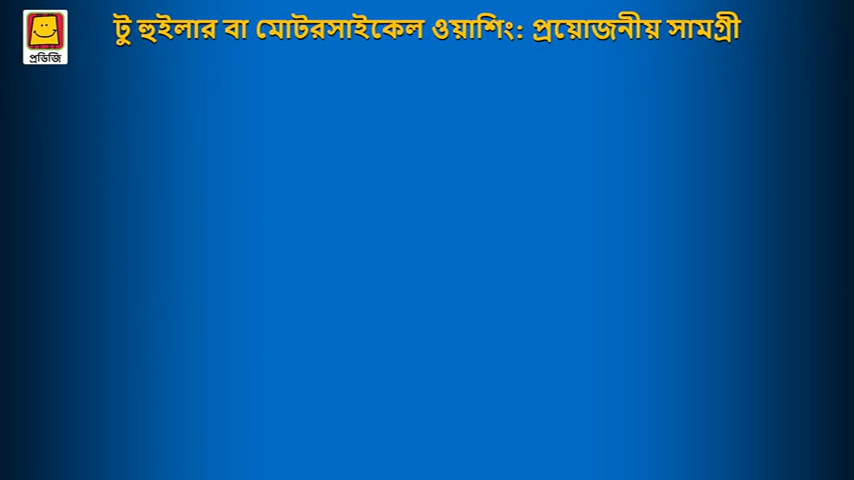 টু হুইলার বা মোটরসাইকেল ওয়াশিং: প্রয়োজনীয় সামগ্রী
প্রডিজি